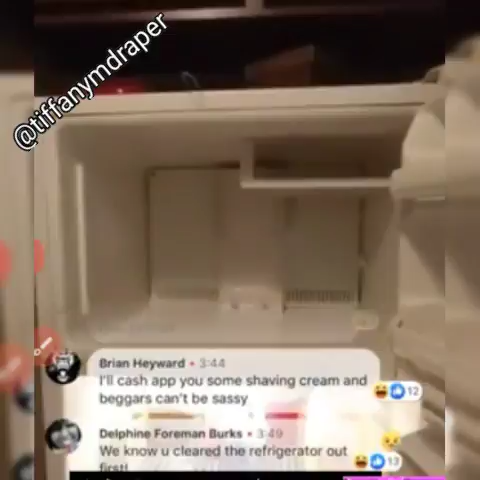 @tiffanymdraper
Brian Heyward • 3:44
I'll cash app you some shaving cream and
beggars can't be sassy
12
Delphine Foreman Burks • 3:49
We know u cleared the refrigerator out
first!
13